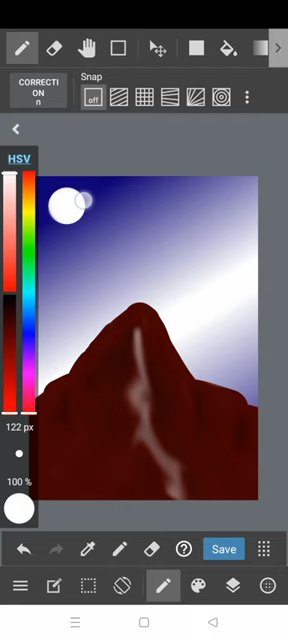 CORRECTI
ON
0
Snap
off
HSV
122 px
100 %
Save